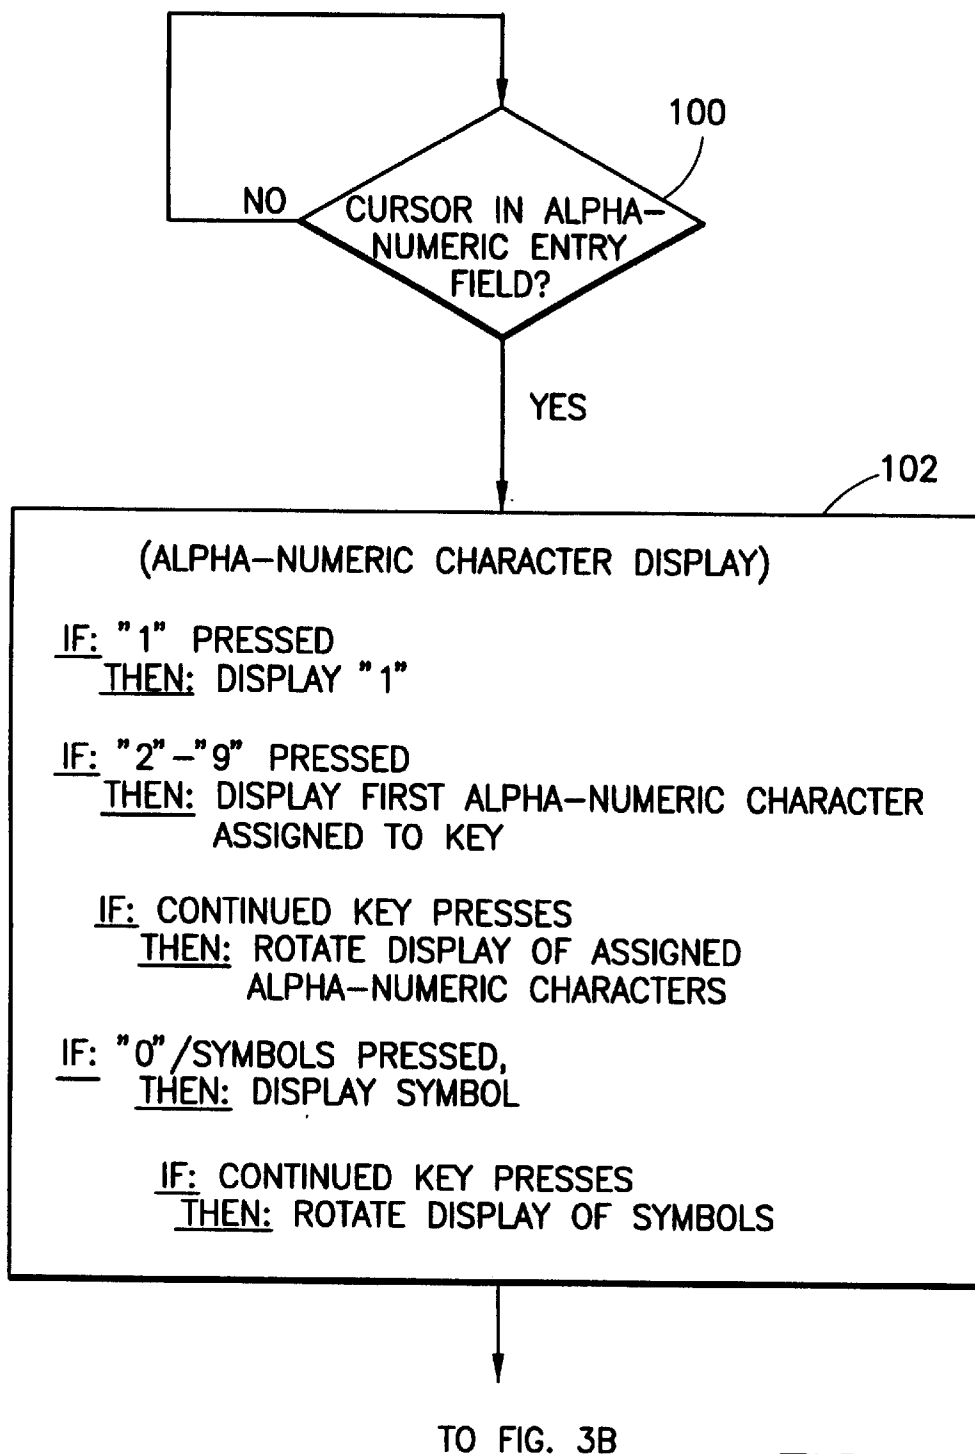 100
NO
CURSOR IN ALPHA-
NUMERIC ENTRY
FIELD?
YES
102
(ALPHA-NUMERIC CHARACTER DISPLAY)
IF: "1" PRESSED
THEN: DISPLAY "1"
IF: "2"-"9" PRESSED
THEN: DISPLAY FIRST ALPHA-NUMERIC CHARACTER
ASSIGNED TO KEY
IF: CONTINUED KEY PRESSES
THEN: ROTATE DISPLAY OF ASSIGNED
ALPHA-NUMERIC CHARACTERS
IF: "0"/SYMBOLS PRESSED,
THEN: DISPLAY SYMBOL
IF: CONTINUED KEY PRESSES
THEN: ROTATE DISPLAY OF SYMBOLS
TO FIG. 3B